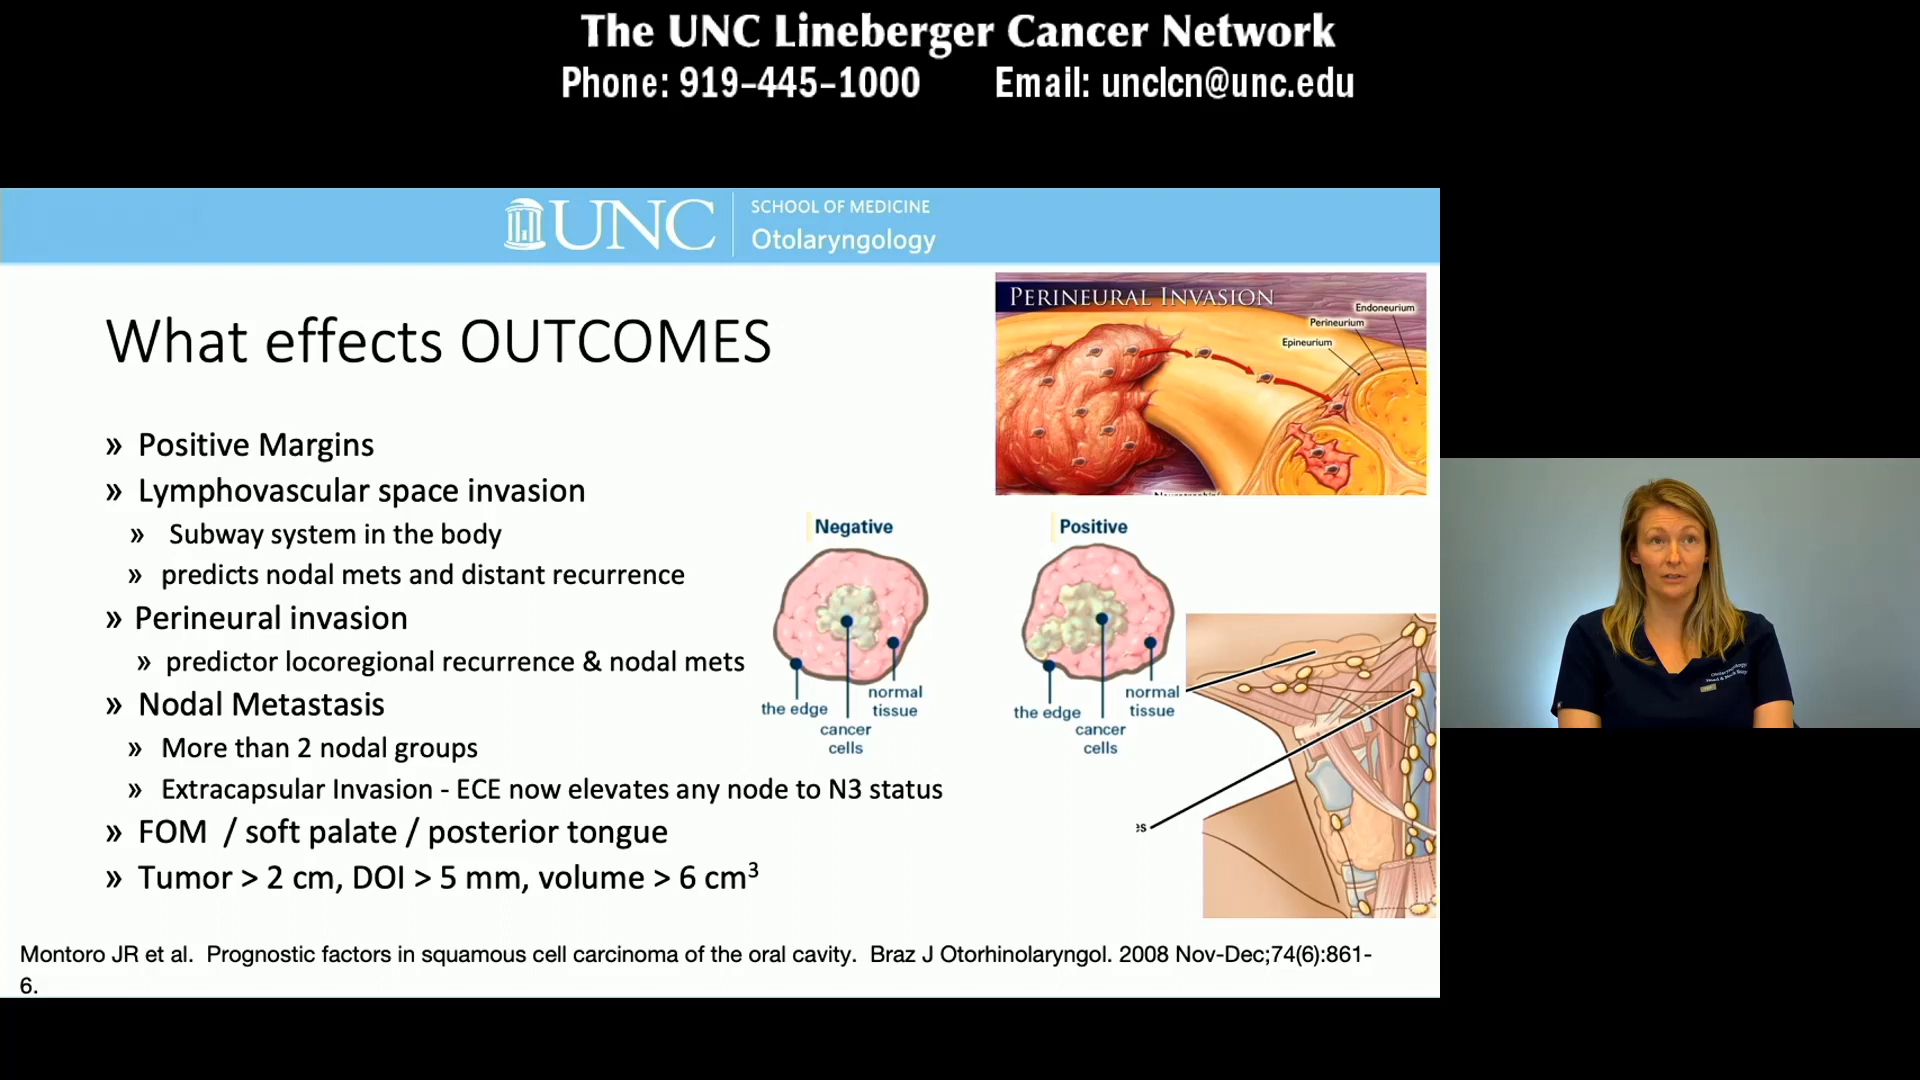 The UNC Lineberger Cancer Network
Phone: 919-445-1000 Email: unclcn@unc.edu
UNC
SCHOOL OF MEDICINE
Otolaryngology
What effects OUTCOMES
» Positive Margins
» Lymphovascular space invasion
» Subway system in the body
» predicts nodal mets and distant recurrence
» Perineural invasion
» predictor locoregional recurrence & nodal mets
» Nodal Metastasis
» More than 2 nodal groups
» Extracapsular Invasion - ECE now elevates any node to N3 status
» FOM / soft palate / posterior tongue
» Tumor > 2 cm, DOI > 5 mm, volume > 6 cm³
PERINEURAL INVASION
Endoneurium
Perineurium
Epineurium
Negative
the edge
cancer
cells
normal
tissue
Positive
the edge
cancer
cells
normal
tissue
es
Montoro JR et al. Prognostic factors in squamous cell carcinoma of the oral cavity. Braz J Otorhinolaryngol. 2008 Nov-Dec;74(6):861-
6.